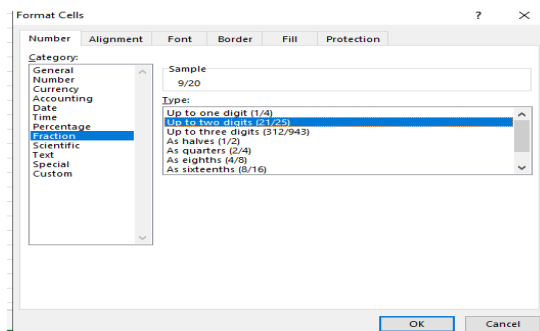 Format Cells ? ×
Number Alignment Font Border Fill Protection
Category:
General
Number
Currency
Accounting
Date
Time
Percentage
Fraction
Scientific
Text
Special
Custom
Sample
9/20
Type:
Up to one digit (1/4)
Up to two digits (21/25)
Up to three digits (312/943)
As halves (1/2)
As quarters (2/4)
As eighths (4/8)
As sixteenths (8/16)
OK Cancel